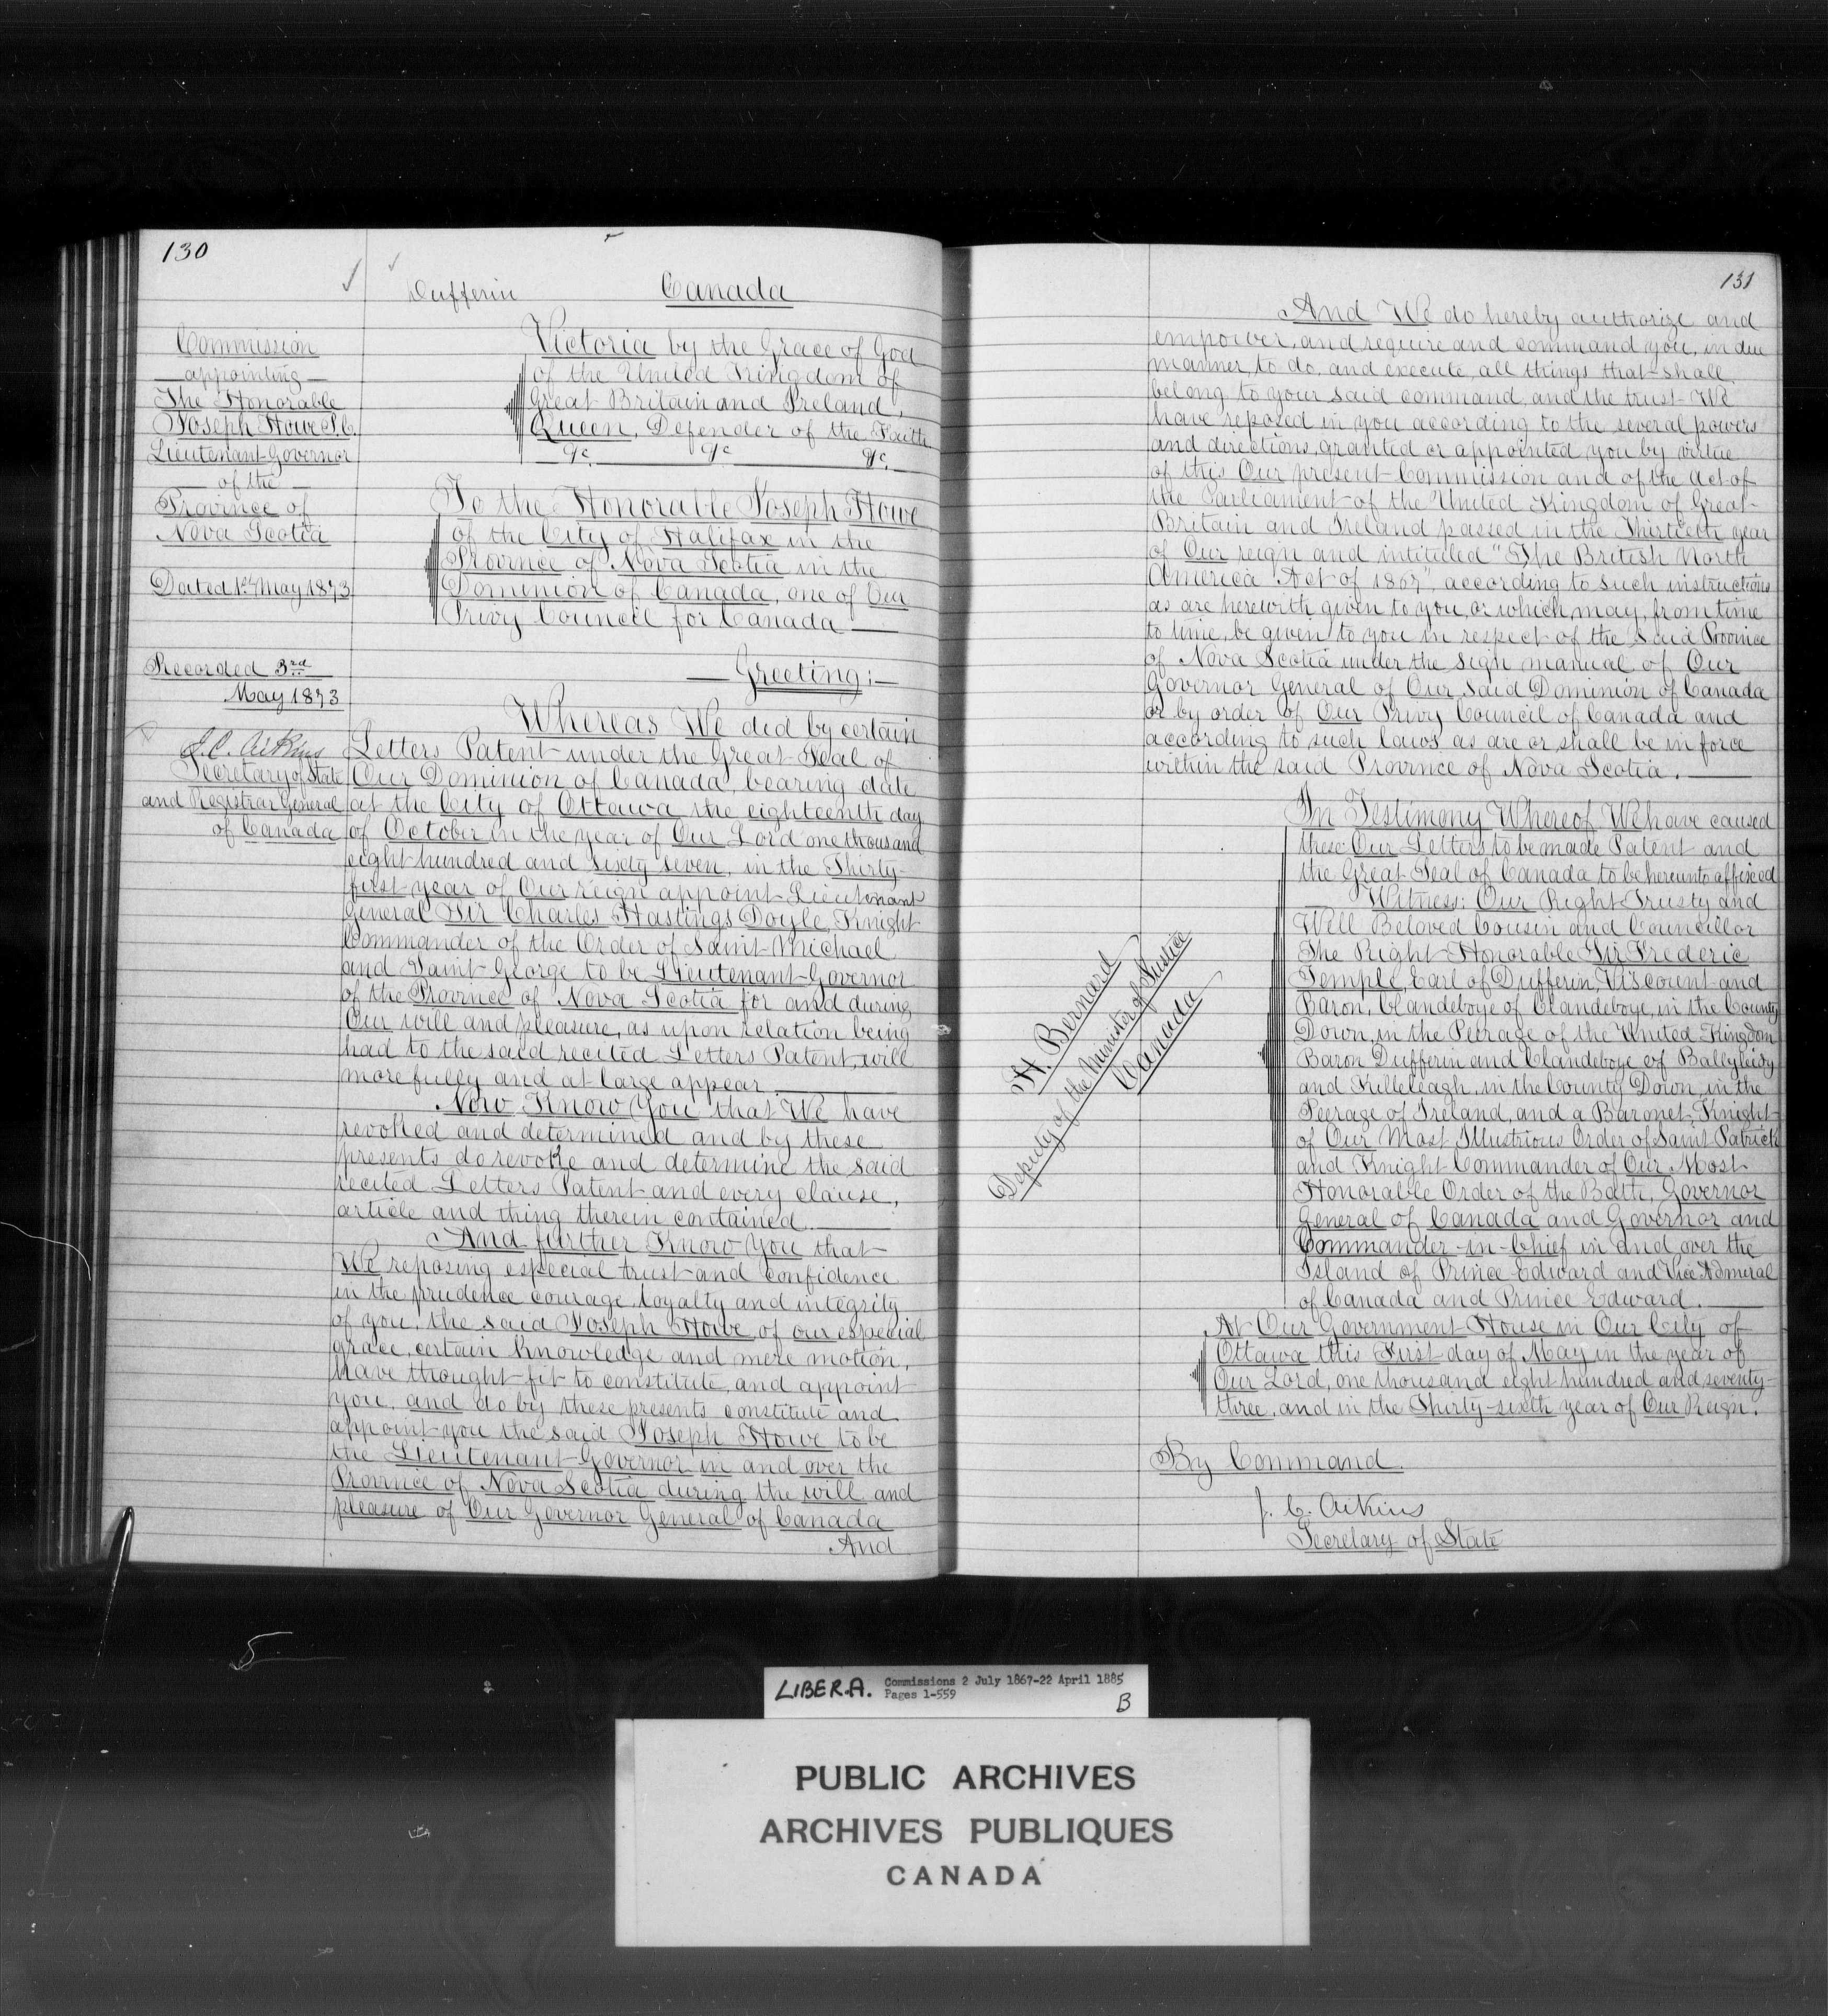 130
Dufferin Canada
Commission
appointing
The Honorable
Joseph Howe P.C.
Lieutenant Governor
of the
Province of
Nova Scotia
Dated 1st May 1873
Recorded 3rd
May 1873
J.C. Aikins
Secretary of State
and Registrar General
of Canada
Victoria by the Grace of God
of the United Kingdom of
Great Britain and Ireland,
Queen, Defender of the Faith
&c. &c. &c.
To the Honorable Joseph Howe
of the City of Halifax in the
Province of Nova Scotia in the
Dominion of Canada, one of Our
Privy Council for Canada
Greeting:
Whereas We did by certain
Letters Patent under the Great Seal of
Our Dominion of Canada, bearing date
at the City of Ottawa the eighteenth day
of October in the year of Our Lord one thousand
eight hundred and sixty seven, in the Thirty-
first year of Our reign appoint Lieutenant
General Sir Charles Hastings Doyle, Knight
Commander of the Order of Saint Michael
and Saint George to be Lieutenant Governor
of the Province of Nova Scotia for and during
Our will and pleasure, as upon relation being
had to the said recited Letters Patent, will
more fully and at large appear.
Now Know You that We have
revoked and determined and by these
presents do revoke and determine the said
recited Letters Patent and every clause,
article and thing therein contained.
And further Know You that
We reposing especial trust and confidence
in the prudence courage, loyalty and integrity
of you, the said Joseph Howe, of our especial
grace, certain knowledge and mere motion,
have thought fit to constitute, and appoint
you, and do by these presents constitute and
appoint you the said Joseph Howe to be
the Lieutenant Governor in and over the
Province of Nova Scotia during the will and
pleasure of Our Governor General of Canada
And
131
And We do hereby authorize and
empower, and require and command you, in due
manner, to do, and execute, all things that shall
belong to your said command, and the trust We
have reposed in you according to the several powers
and directions, granted or appointed you by virtue
of this Our present Commission and of the Act of
the Parliament of the United Kingdom of Great
Britain and Ireland passed in the Thirtieth year
of Our reign and intituled "The British North
America Act of 1867", according to such instructions
as are herewith given to you, or which, may, from time
to time, be given to you in respect of the said Province
of Nova Scotia under the sign manual of Our
Governor General of Our said Dominion of Canada
or by order of Our Privy Council of Canada and
according to such laws as are or shall be in force
within the said Province of Nova Scotia.
In Testimony Whereof We have caused
these Our Letters to be made Patent and
the Great Seal of Canada to be hereunto affixed
Witness: Our Right Trusty and
Well Beloved Cousin and Councillor
The Right Honorable Sir Frederic
Temple, Earl of Dufferin, Viscount and
Baron, Clandeboye of Clandeboye, in the County
Down, in the Peerage of the United Kingdom
Baron Dufferin and Clandeboye of Ballyleidy
and Killeleagh, in the County Down, in the
Peerage of Ireland, and a Baronet, Knight
of Our Most Illustrious Order of Saint Patrick
and Knight Commander of Our Most
Honorable Order of the Bath, Governor
General of Canada and Governor and
Commander-in-Chief in and over the
Island of Prince Edward and Vice Admiral
of Canada and Prince Edward.
At Our Government House in Our City of
Ottawa this First day of May in the year of
Our Lord, one thousand eight hundred and seventy-
three, and in the Thirty-sixth year of Our Reign.
H. Bernard
Deputy of the Minister of Justice
Canada
By Command.
J. C. Aikins
Secretary of State
5
LIBER.A. Commissions 2 July 1867-22 April 1885
Pages 1-559
B
PUBLIC ARCHIVES
ARCHIVES PUBLIQUES
CANADA